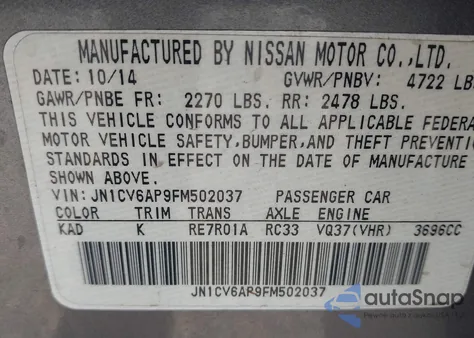 MANUFACTURED BY NISSAN MOTOR CO.,LTD.
DATE: 10/14 GVWR/PNBV: 4722 LB
GAWR/PNBE FR: 2270 LBS. RR: 2478 LBS.
THIS VEHICLE CONFORMS TO ALL APPLICABLE FEDERA
MOTOR VEHICLE SAFETY, BUMPER, AND THEFT PREVENTIO
STANDARDS IN EFFECT ON THE DATE OF MANUFACTURE
SHOWN ABOVE.
VIN: JN1CV6AP9FM502037 PASSENGER CAR
COLOR TRIM TRANS AXLE ENGINE
KAD K RE7R01A RC33 VQ37(VHR) 3696CC
JN1CV6AP9FM502037
autoSnap